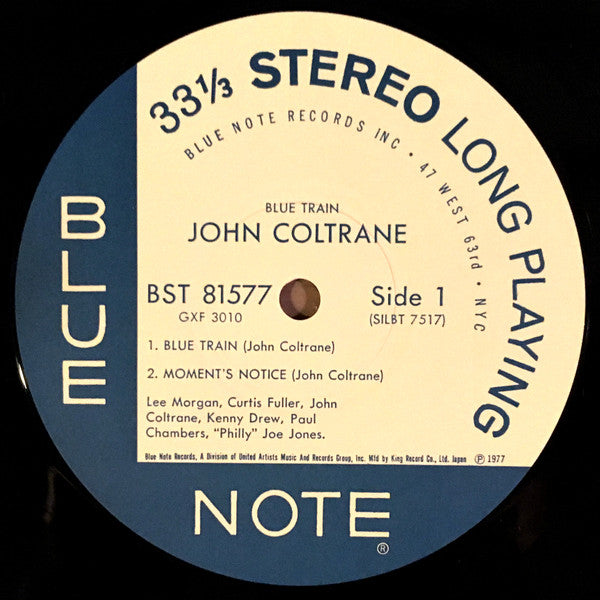 33⅓ STEREO LONG PLAYING
BLUE NOTE RECORDS INC • 47 WEST 63rd • NYC
BLUE TRAIN
JOHN COLTRANE
BST 81577
GXF 3010
Side 1
(SILBT 7517)
1. BLUE TRAIN (John Coltrane)
2. MOMENT'S NOTICE (John Coltrane)
Lee Morgan, Curtis Fuller, John
Coltrane, Kenny Drew, Paul
Chambers, "Philly" Joe Jones.
Blue Note Records, A Division of United Artists Music And Records Group, Inc. Mfd by King Record Co., Ltd. Japan ℗ 1977
BLUE
NOTE®